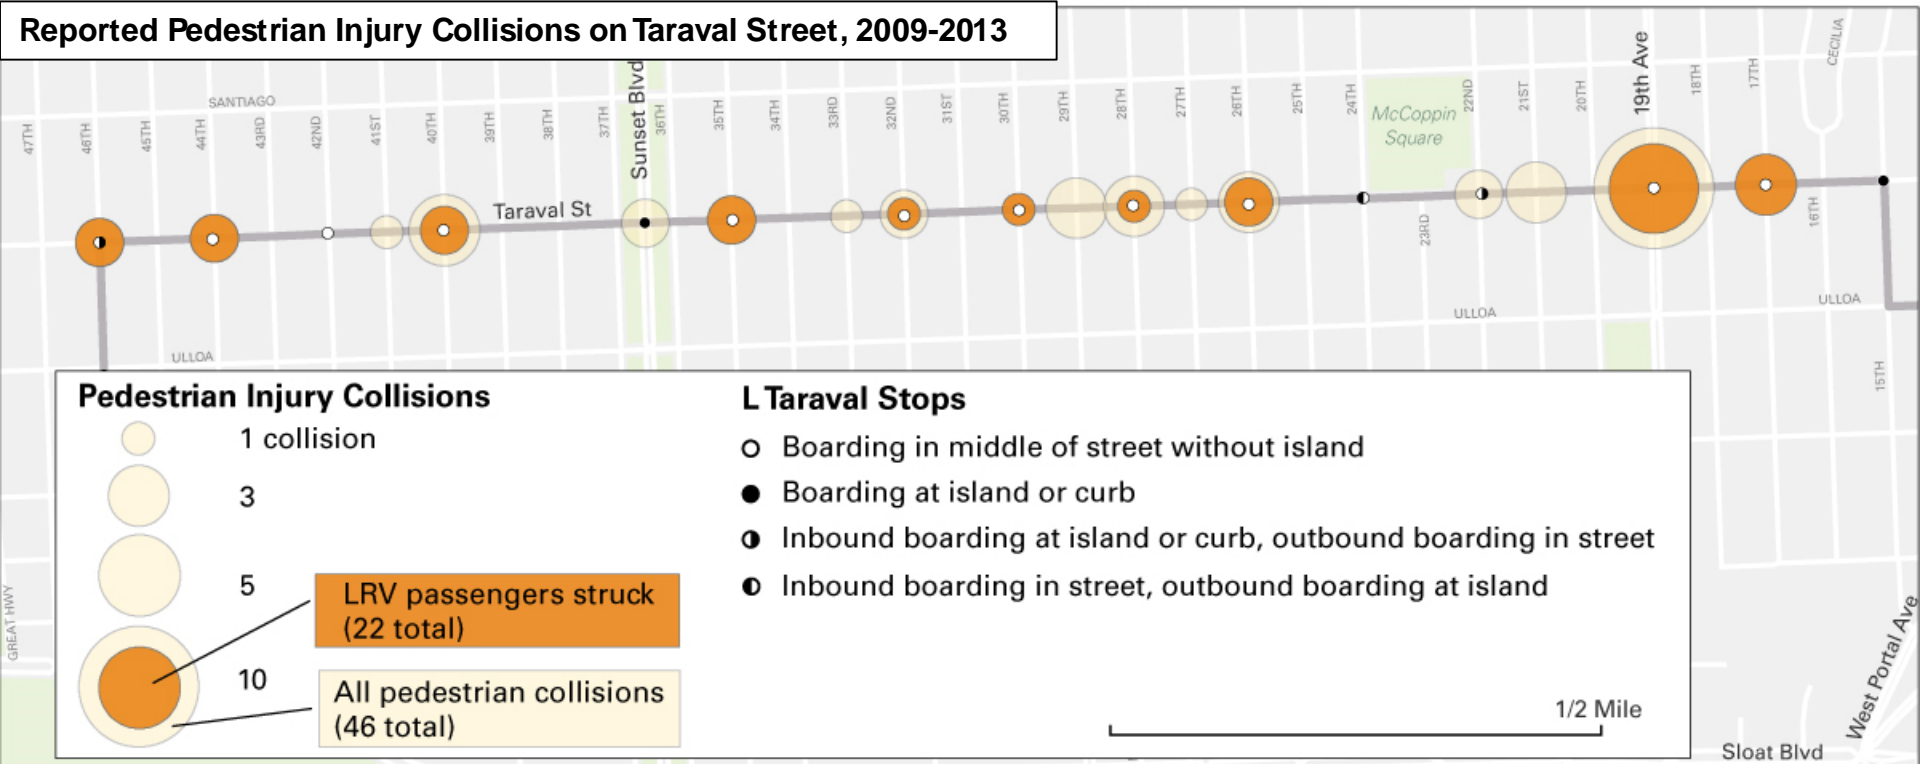 Reported Pedestrian Injury Collisions on Taraval Street, 2009-2013
SANTIAGO
47TH
46TH
45TH
44TH
43RD
42ND
41ST
40TH
39TH
38TH
37TH
Sunset Blvd
36TH
35TH
34TH
33RD
32ND
31ST
30TH
29TH
28TH
27TH
26TH
25TH
24TH
McCoppin
Square
23RD
22ND
21ST
20TH
19th Ave
18TH
17TH
16TH
CECILIA
Taraval St
ULLOA
ULLOA
ULLOA
15TH
GREAT HWY
Pedestrian Injury Collisions
1 collision
3
5
10
LRV passengers struck
(22 total)
All pedestrian collisions
(46 total)
L Taraval Stops
Boarding in middle of street without island
Boarding at island or curb
Inbound boarding at island or curb, outbound boarding in street
Inbound boarding in street, outbound boarding at island
1/2 Mile
West Portal Ave
Sloat Blvd